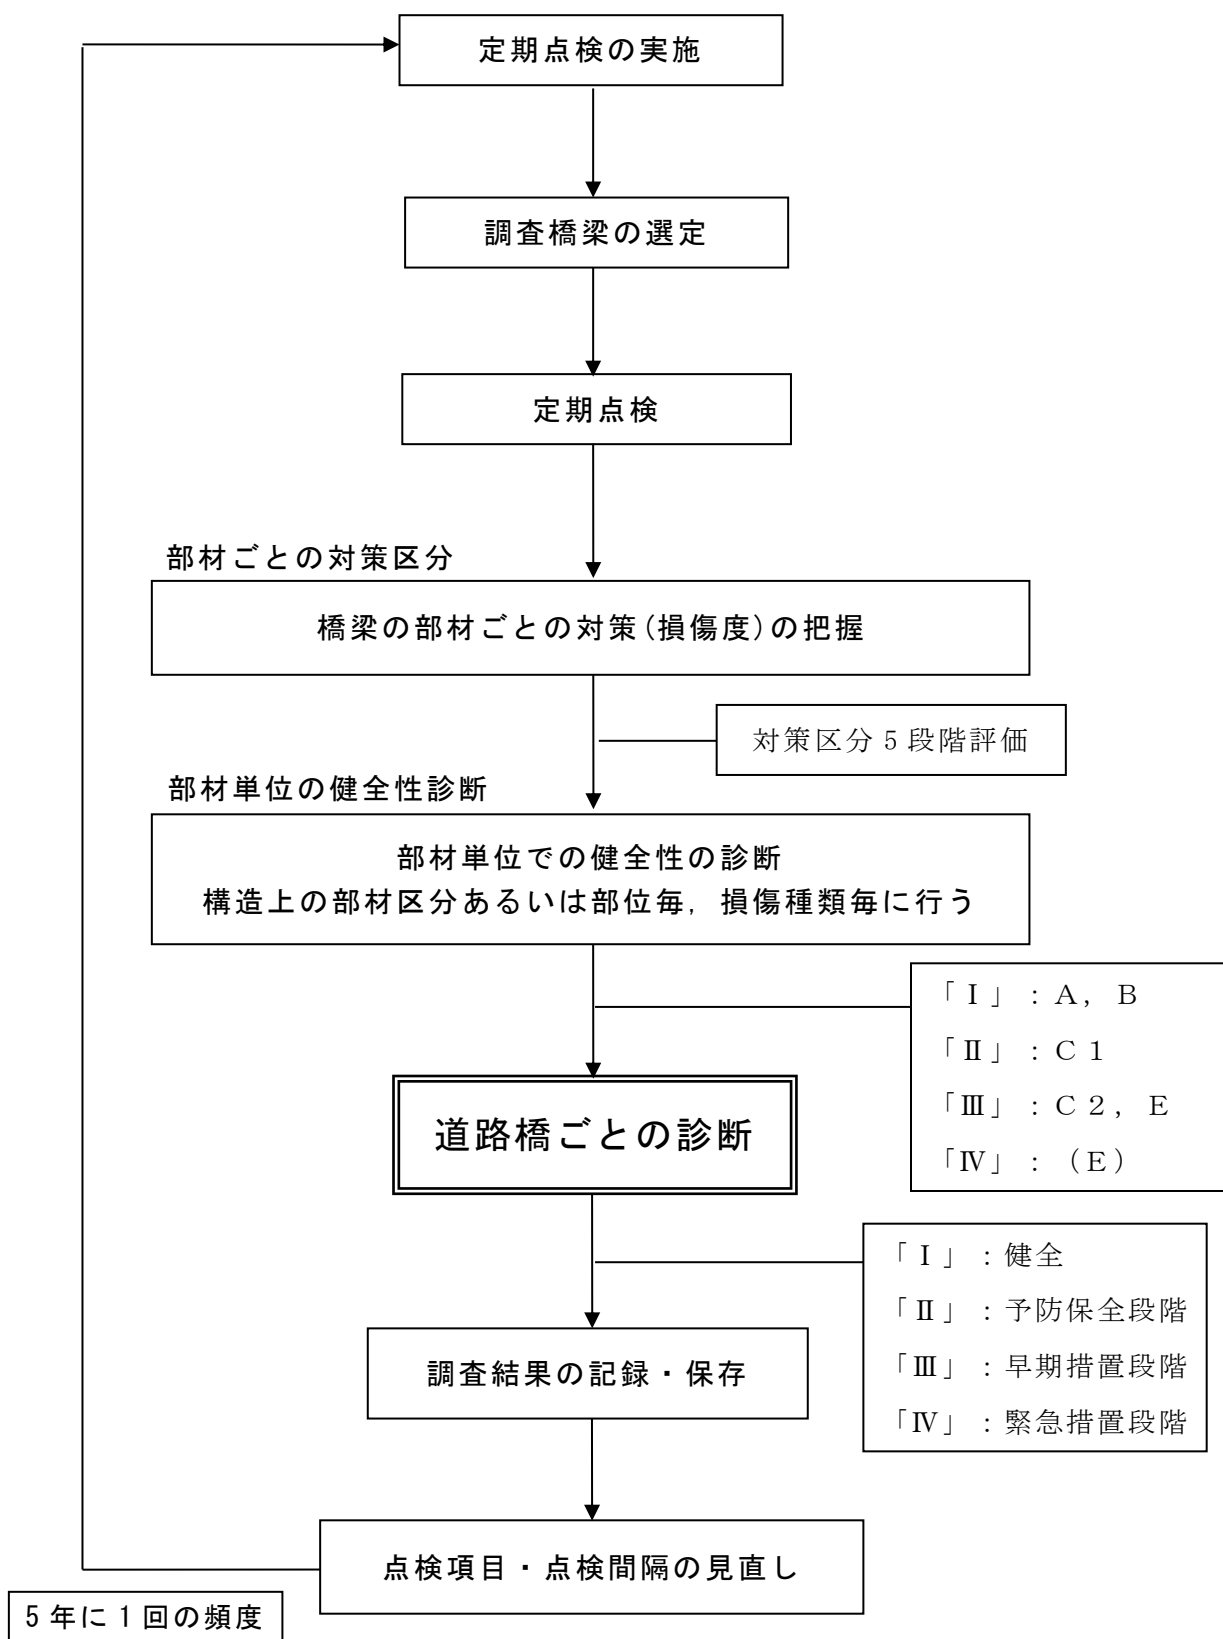 定期点検の実施
調査橋梁の選定
定期点検
部材ごとの対策区分
橋梁の部材ごとの対策(損傷度)の把握
対策区分５段階評価
部材単位の健全性診断
部材単位での健全性の診断
構造上の部材区分あるいは部位毎，損傷種類毎に行う
「Ⅰ」：Ａ，Ｂ
「Ⅱ」：Ｃ１
「Ⅲ」：Ｃ２，Ｅ
「Ⅳ」：（Ｅ）
道路橋ごとの診断
「Ⅰ」：健全
「Ⅱ」：予防保全段階
「Ⅲ」：早期措置段階
「Ⅳ」：緊急措置段階
調査結果の記録・保存
点検項目・点検間隔の見直し
５年に１回の頻度